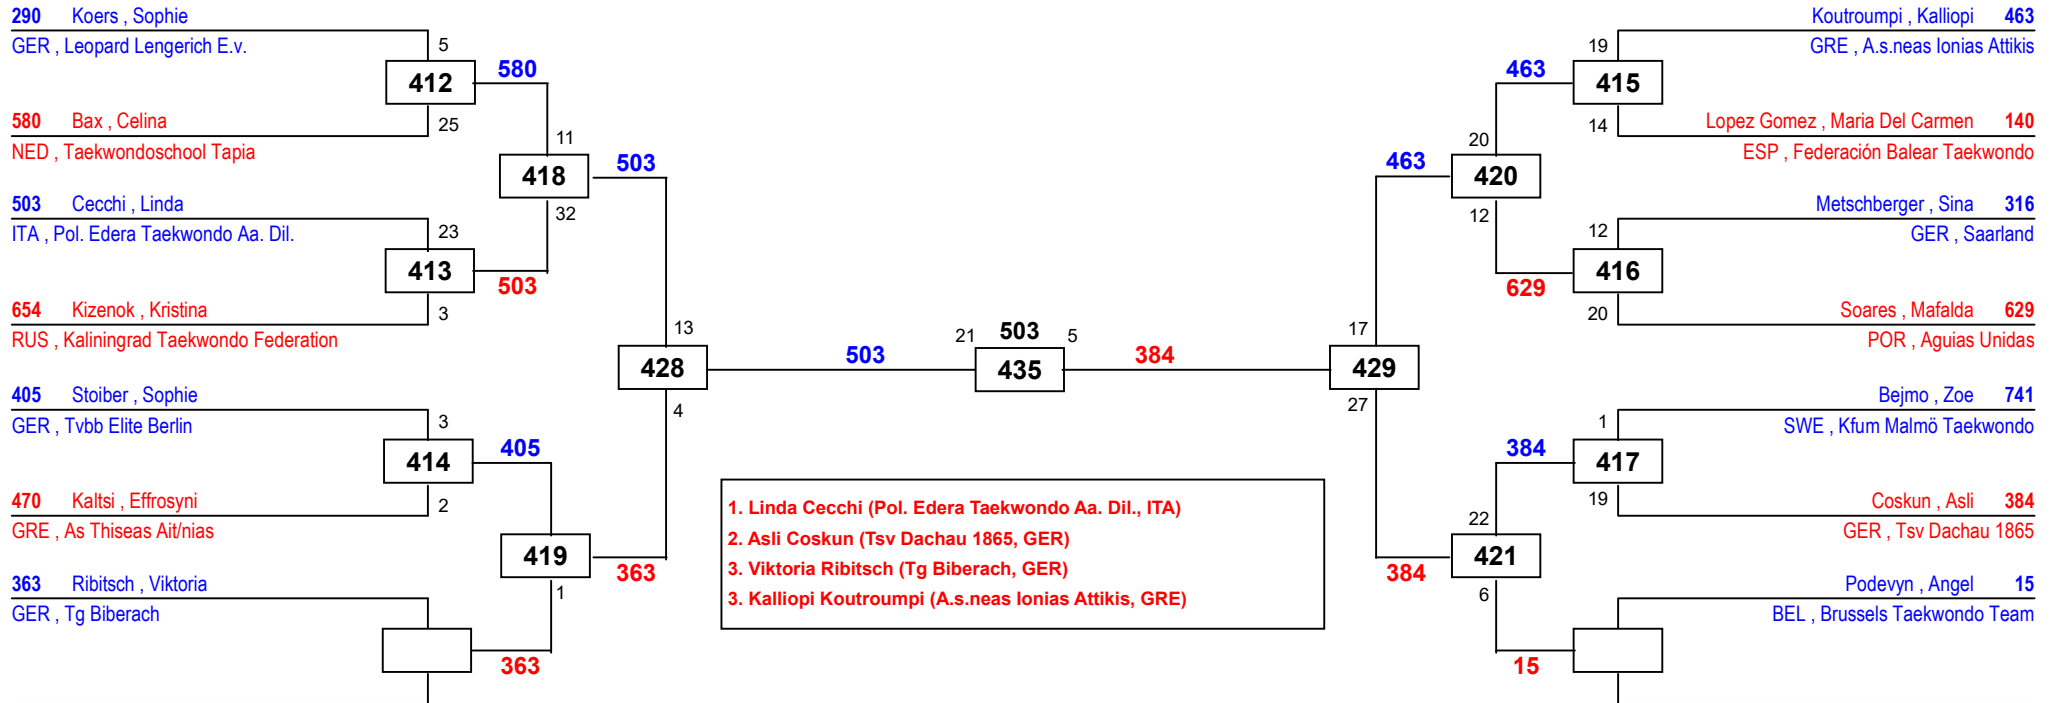 290 Koers , Sophie
GER , Leopard Lengerich E.v.
5
412
580
25
580 Bax , Celina
NED , Taekwondoschool Tapia
11
418
503
32
503 Cecchi , Linda
ITA , Pol. Edera Taekwondo Aa. Dil.
23
413
503
3
654 Kizenok , Kristina
RUS , Kaliningrad Taekwondo Federation
13
428
503
4
405 Stoiber , Sophie
GER , Tvbb Elite Berlin
3
414
405
2
470 Kaltsi , Effrosyni
GRE , As Thiseas Ait/nias
419
363
1
363 Ribitsch , Viktoria
GER , Tg Biberach
363
21 503 5
435
384
Koutroumpi , Kalliopi 463
GRE , A.s.neas Ionias Attikis
19
463
415
14
Lopez Gomez , Maria Del Carmen 140
ESP , Federación Balear Taekwondo
20
463
420
12
Metschberger , Sina 316
GER , Saarland
12
416
629
20
Soares , Mafalda 629
POR , Aguias Unidas
17
429
27
Bejmo , Zoe 741
SWE , Kfum Malmö Taekwondo
1
384
417
19
Coskun , Asli 384
GER , Tsv Dachau 1865
22
421
384
6
Podevyn , Angel 15
BEL , Brussels Taekwondo Team
15
1. Linda Cecchi (Pol. Edera Taekwondo Aa. Dil., ITA)
2. Asli Coskun (Tsv Dachau 1865, GER)
3. Viktoria Ribitsch (Tg Biberach, GER)
3. Kalliopi Koutroumpi (A.s.neas Ionias Attikis, GRE)